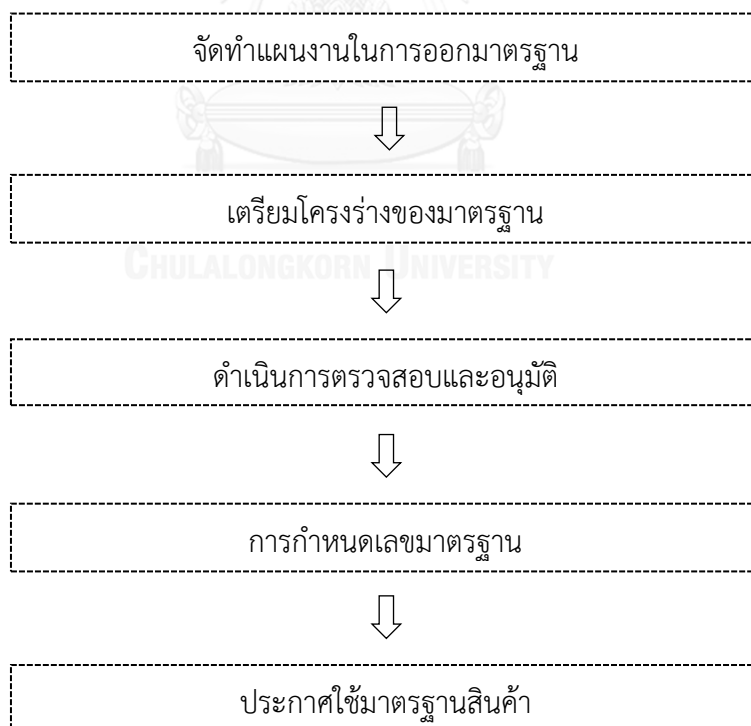 จัดทำแผนงานในการออกมาตรฐาน
เตรียมโครงร่างของมาตรฐาน
CHULALONGKORN UNIVERSITY
ดำเนินการตรวจสอบและอนุมัติ
การกำหนดเลขมาตรฐาน
ประกาศใช้มาตรฐานสินค้า